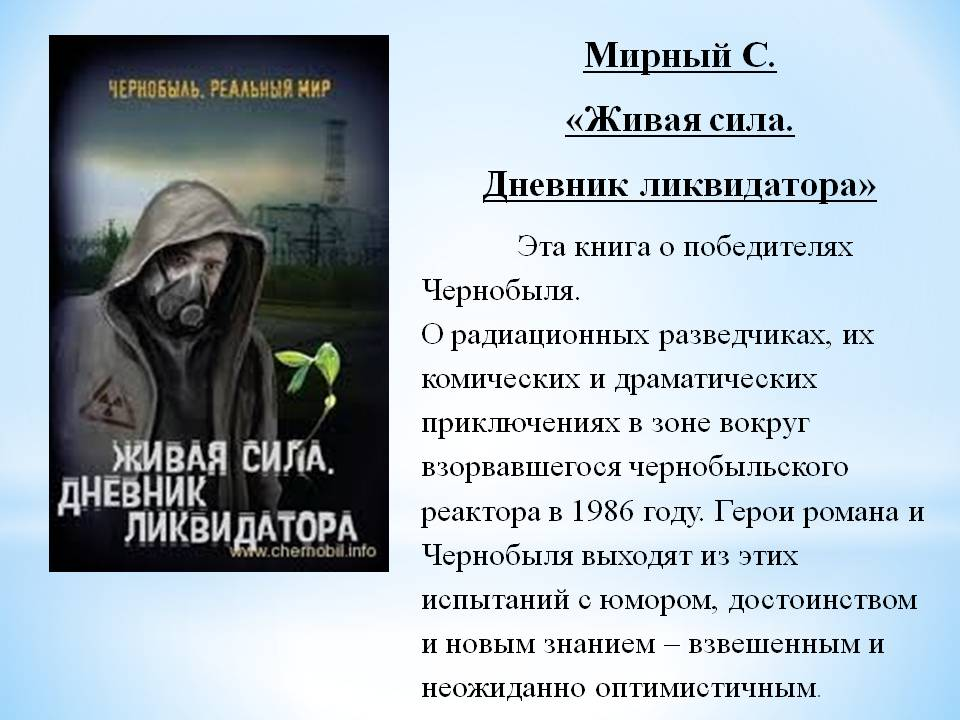 ЧЕРНОБЫЛЬ. РЕАЛЬНЫЙ МИР
ЖИВАЯ СИЛА.
ДНЕВНИК
ЛИКВИДАТОРА
www.chernobil.info
Мирный С.
«Живая сила.
Дневник ликвидатора»
Эта книга о победителях
Чернобыля.
О радиационных разведчиках, их
комических и драматических
приключениях в зоне вокруг
взорвавшегося чернобыльского
реактора в 1986 году. Герои романа и
Чернобыля выходят из этих
испытаний с юмором, достоинством
и новым знанием – взвешенным и
неожиданно оптимистичным.